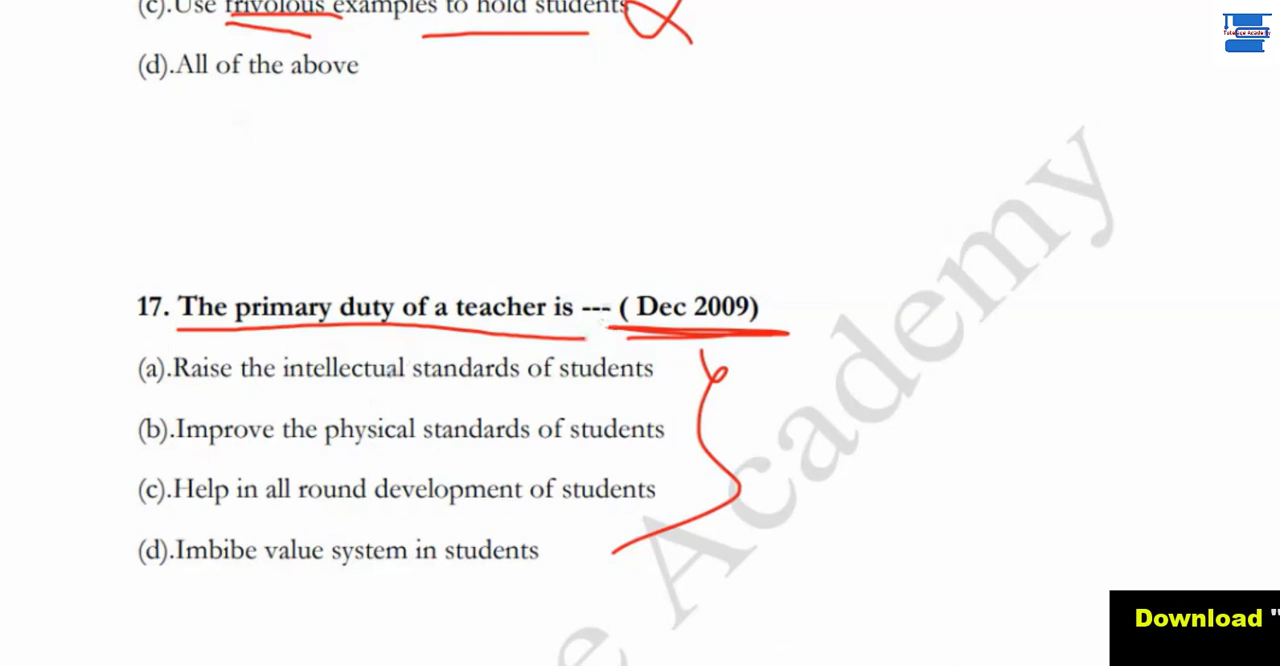 (c).Use frivolous examples to hold students
(d).All of the above
17. The primary duty of a teacher is --- ( Dec 2009)
(a).Raise the intellectual standards of students
(b).Improve the physical standards of students
(c).Help in all round development of students
(d).Imbibe value system in students
Academy
Download "